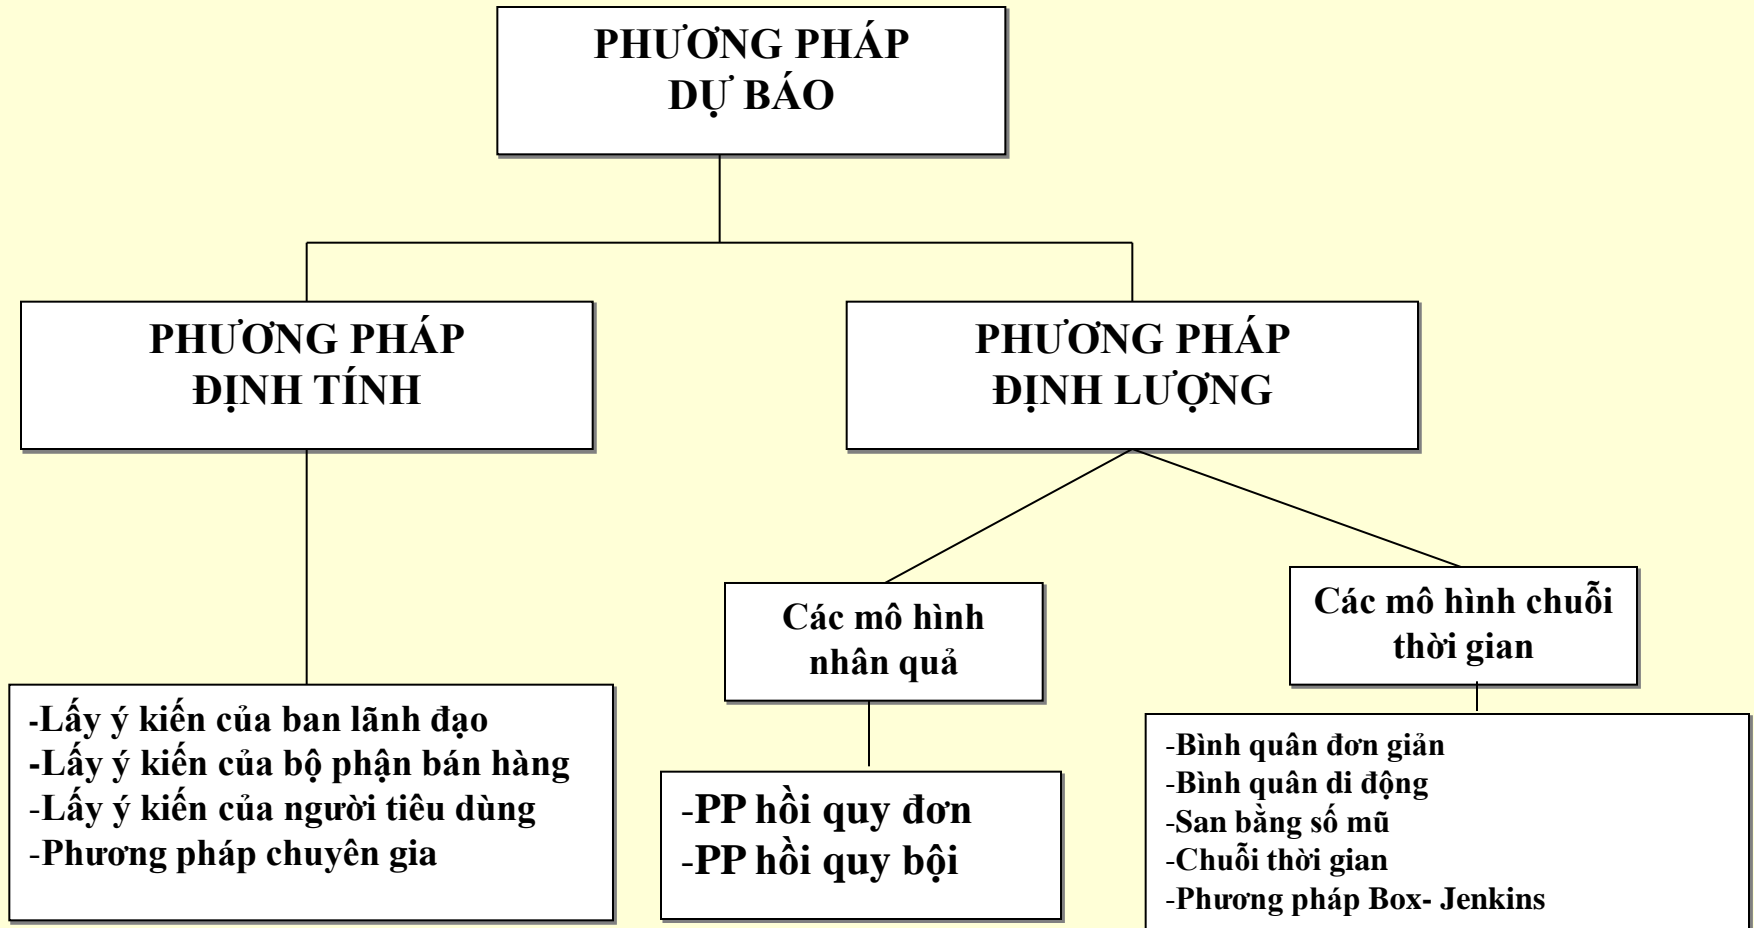 PHƯƠNG PHÁP
DỰ BÁO
PHƯƠNG PHÁP
ĐỊNH TÍNH
PHƯƠNG PHÁP
ĐỊNH LƯỢNG
Các mô hình
nhân quả
Các mô hình chuỗi
thời gian
-Lấy ý kiến của ban lãnh đạo
-Lấy ý kiến của bộ phận bán hàng
-Lấy ý kiến của người tiêu dùng
-Phương pháp chuyên gia
-PP hồi quy đơn
-PP hồi quy bội
-Bình quân đơn giản
-Bình quân di động
-San bằng số mũ
-Chuỗi thời gian
-Phương pháp Box- Jenkins